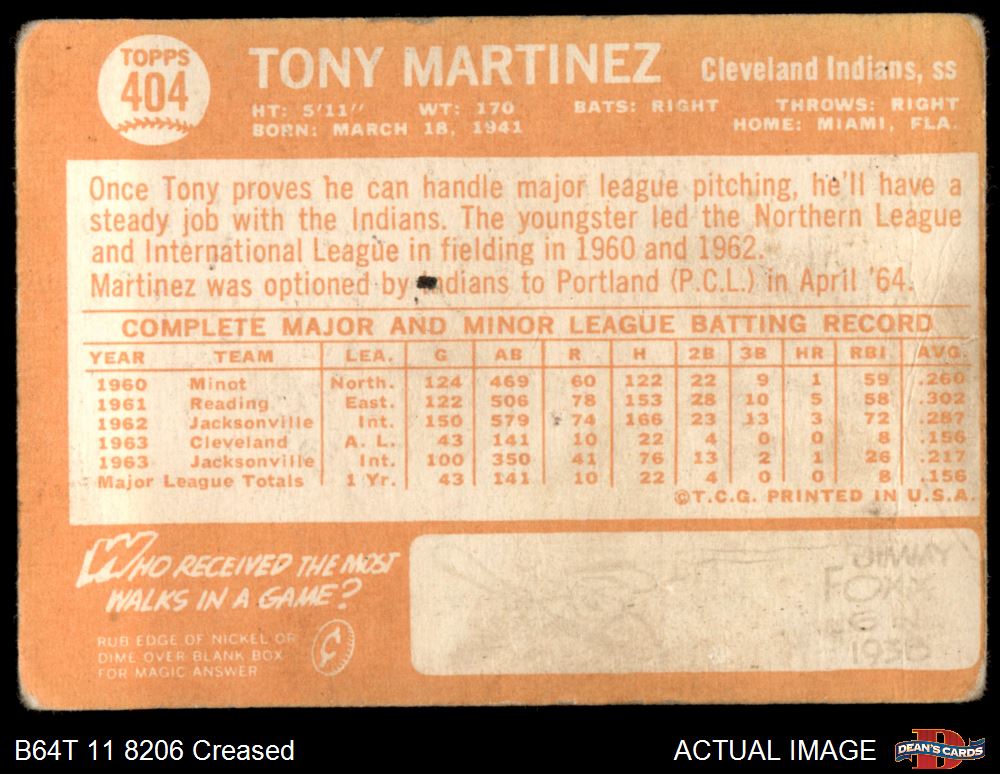 TOPPS
404
TONY MARTINEZ
Cleveland Indians, ss
HT: 5'11" WT: 170 BATS: RIGHT THROWS: RIGHT
BORN: MARCH 18, 1941 HOME: MIAMI, FLA.
Once Tony proves he can handle major league pitching, he'll have a
steady job with the Indians. The youngster led the Northern League
and International League in fielding in 1960 and 1962.
Martinez was optioned by Indians to Portland (P.C.L.) in April '64.
COMPLETE MAJOR AND MINOR LEAGUE BATTING RECORD
YEAR TEAM LEA. G AB R H 2B 3B HR RBI AVG.
1960 Minot North. 124 469 60 122 22 9 1 59 .260
1961 Reading East. 122 506 78 153 28 10 5 58 .302
1962 Jacksonville Int. 150 579 74 166 23 13 3 72 .287
1963 Cleveland A. L. 43 141 10 22 4 0 0 8 .156
1963 Jacksonville Int. 100 350 41 76 13 2 1 26 .217
Major League Totals 1 Yr. 43 141 10 22 4 0 0 8 .156
©T.C.G. PRINTED IN U.S.A.
WHO RECEIVED THE MOST
WALKS IN A GAME?
RUB EDGE OF NICKEL OR
DIME OVER BLANK BOX
FOR MAGIC ANSWER
JIMMY
FOXX
6 IN
1938
B64T 11 8206 Creased
ACTUAL IMAGE
DEAN'S CARDS